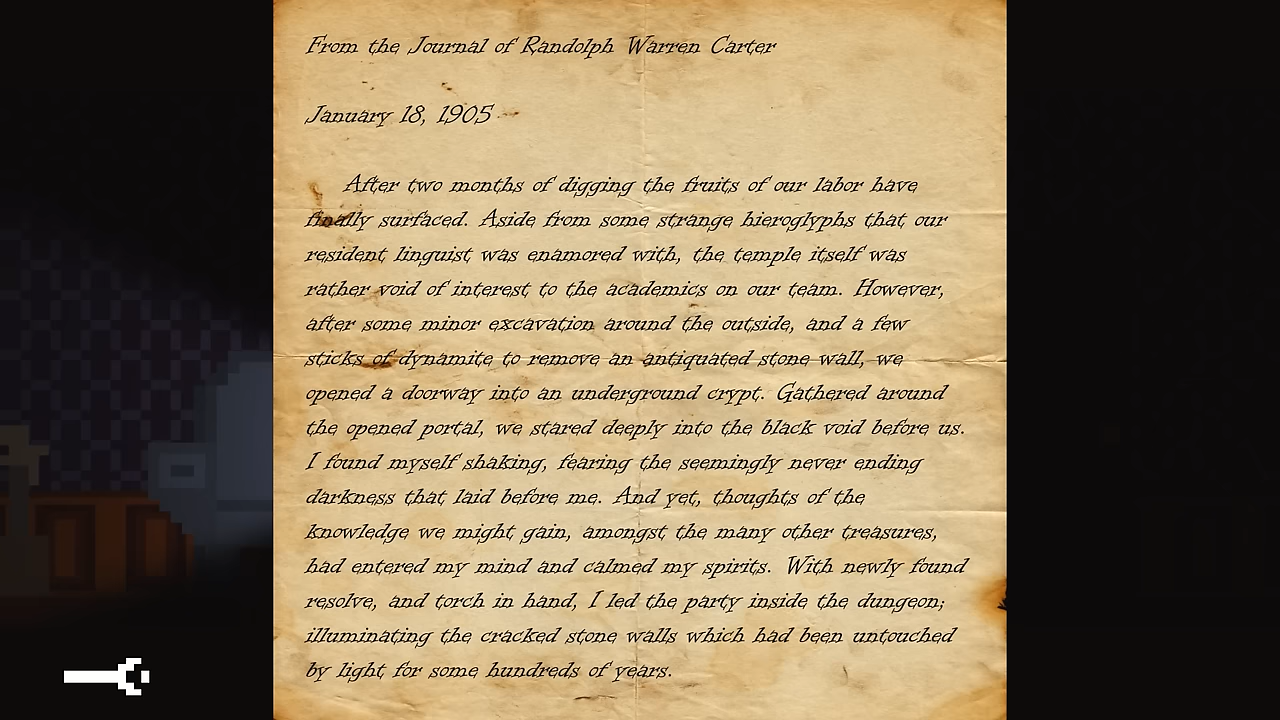 From the Journal of Randolph Warren Carter
January 18, 1905
After two months of digging the fruits of our labor have
finally surfaced. Aside from some strange hieroglyphs that our
resident linguist was enamored with, the temple itself was
rather void of interest to the academics on our team. However,
after some minor excavation around the outside, and a few
sticks of dynamite to remove an antiquated stone wall, we
opened a doorway into an underground crypt. Gathered around
the opened portal, we stared deeply into the black void before us.
I found myself shaking, fearing the seemingly never ending
darkness that laid before me. And yet, thoughts of the
knowledge we might gain, amongst the many other treasures,
had entered my mind and calmed my spirits. With newly found
resolve, and torch in hand, I led the party inside the dungeon;
illuminating the cracked stone walls which had been untouched
by light for some hundreds of years.